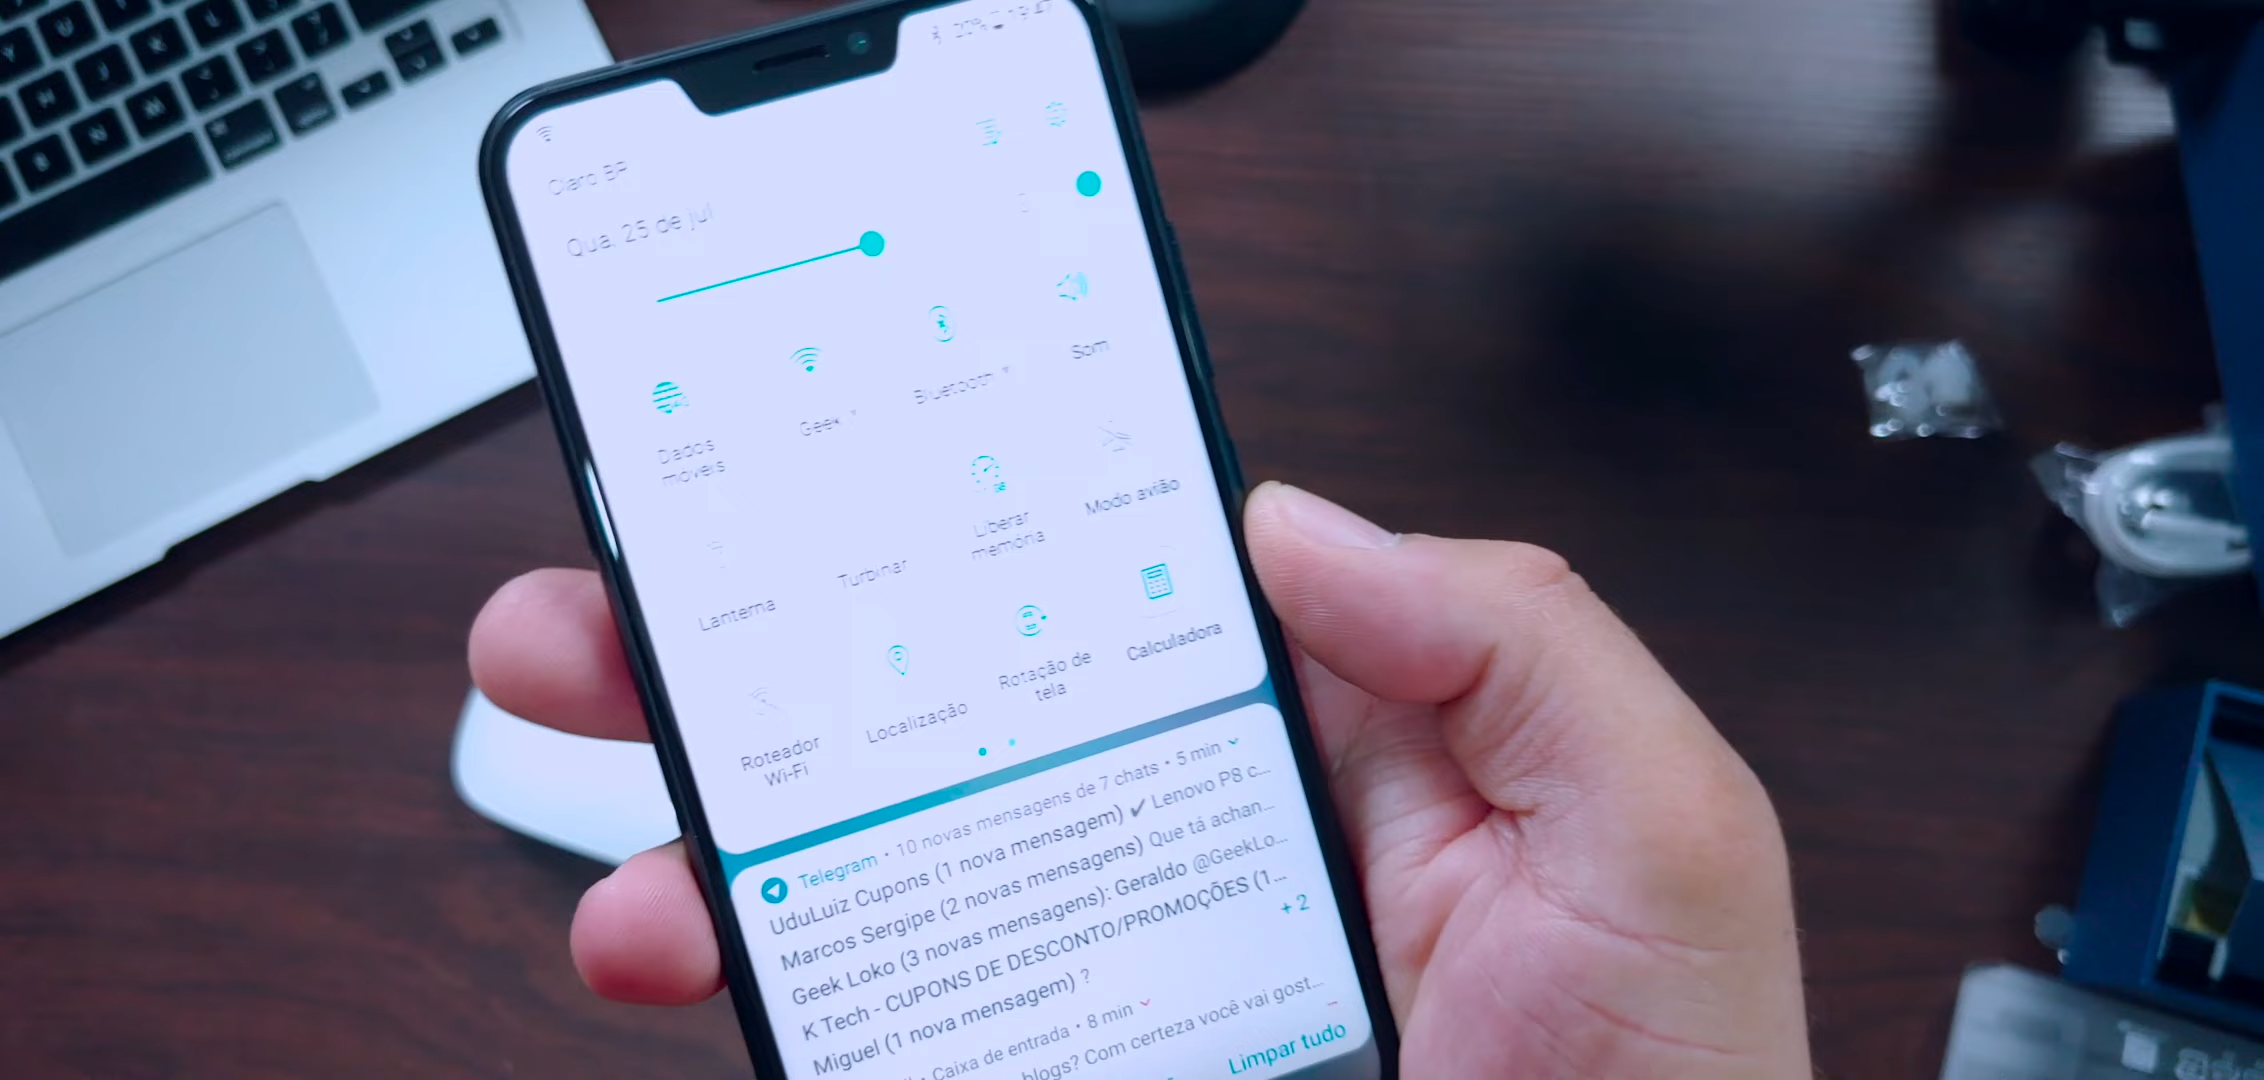 19:47
Claro BR
Qua, 25 de jul
Dados
móveis
Geek
Bluetooth
Som
Lanterna
Turbinar
Liberar
memória
Modo avião
Roteador
Wi-Fi
Localização
Rotação de
tela
Calculadora
Telegram • 10 novas mensagens de 7 chats • 5 min
UduLuiz Cupons (1 nova mensagem) ✔ Lenovo P8 c...
Marcos Sergipe (2 novas mensagens) Que tá achan...
Geek Loko (3 novas mensagens): Geraldo @GeekLo...
K Tech - CUPONS DE DESCONTO/PROMOÇÕES (1...
Miguel (1 nova mensagem) ?
+ 2
• Caixa de entrada • 8 min
blogs? Com certeza você vai gost...
Limpar tudo